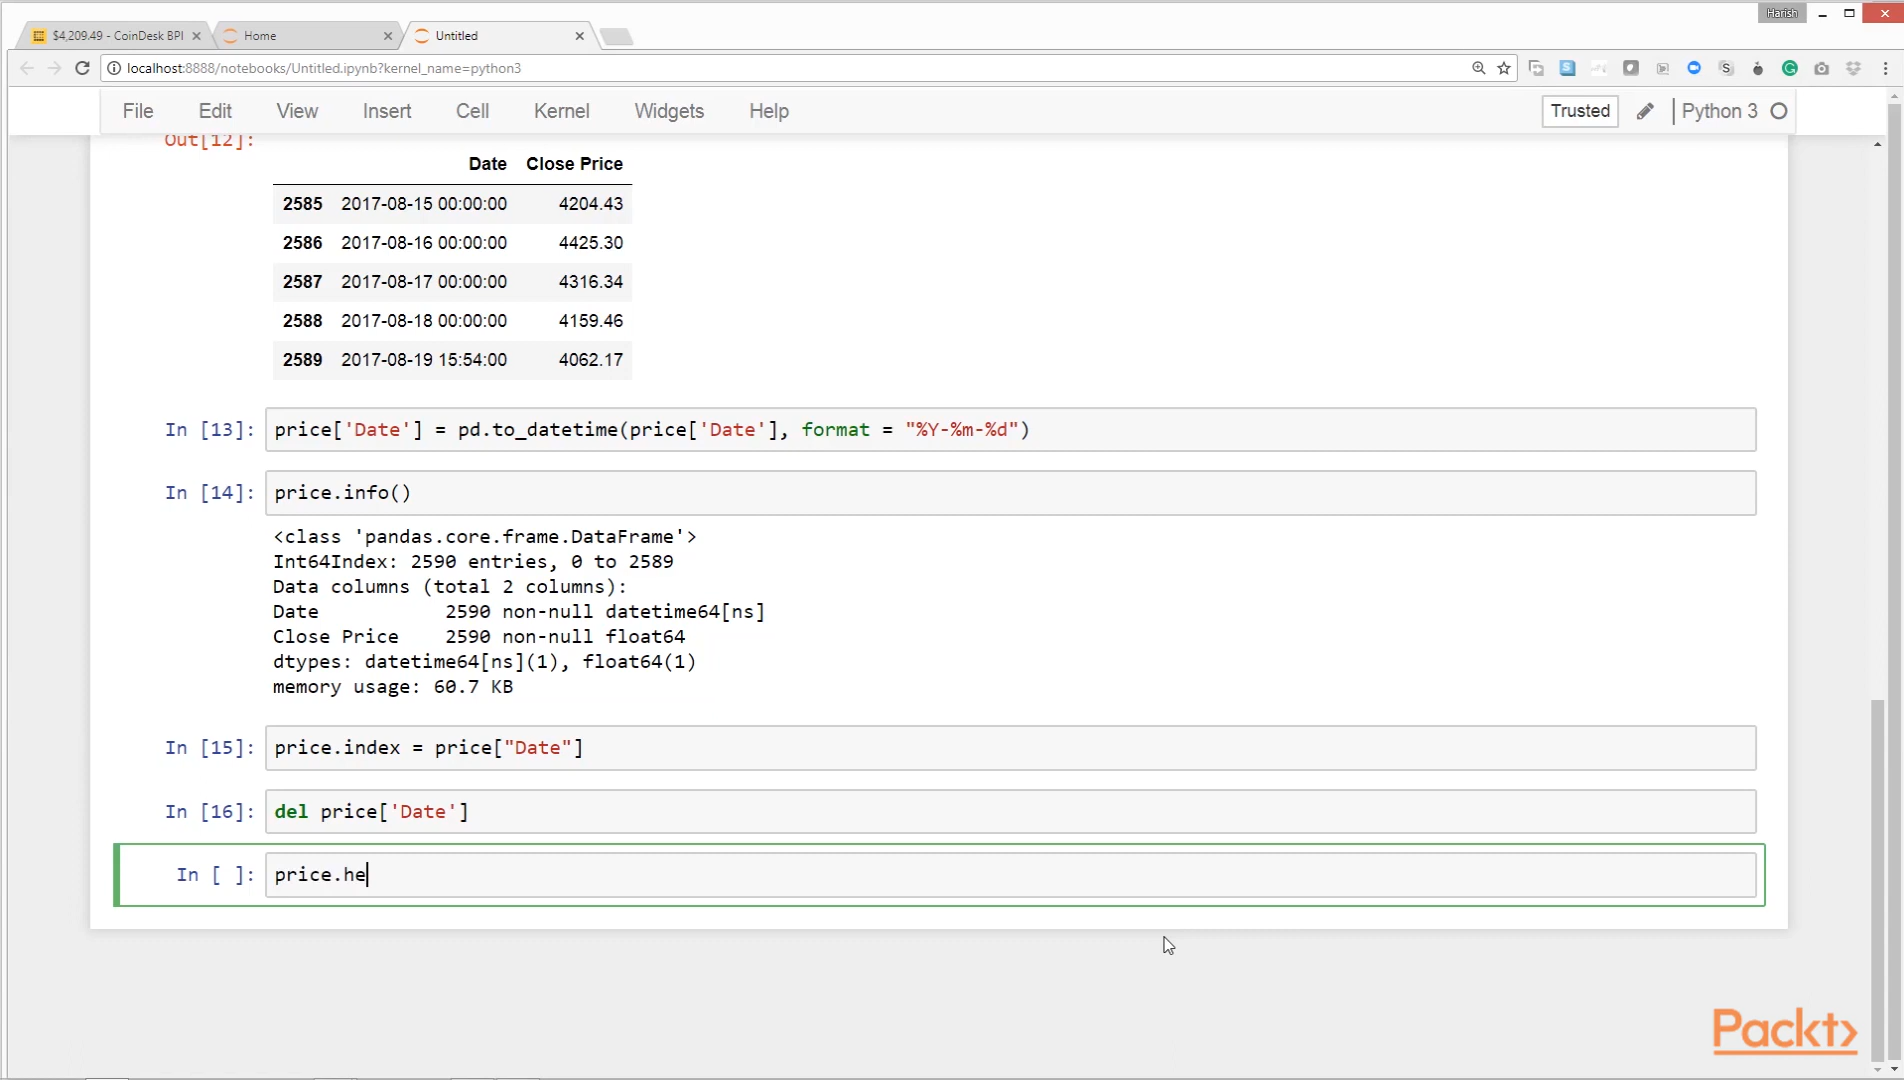 Harish
$4,209.49 - CoinDesk BPI
Home
Untitled
localhost:8888/notebooks/Untitled.ipynb?kernel_name=python3
File Edit View Insert Cell Kernel Widgets Help
Trusted
Python 3
Out[12]:
Date Close Price
2585 2017-08-15 00:00:00 4204.43
2586 2017-08-16 00:00:00 4425.30
2587 2017-08-17 00:00:00 4316.34
2588 2017-08-18 00:00:00 4159.46
2589 2017-08-19 15:54:00 4062.17
In [13]: price['Date'] = pd.to_datetime(price['Date'], format = "%Y-%m-%d")
In [14]: price.info()
<class 'pandas.core.frame.DataFrame'>
Int64Index: 2590 entries, 0 to 2589
Data columns (total 2 columns):
Date 2590 non-null datetime64[ns]
Close Price 2590 non-null float64
dtypes: datetime64[ns](1), float64(1)
memory usage: 60.7 KB
In [15]: price.index = price["Date"]
In [16]: del price['Date']
In [ ]: price.he
Packt